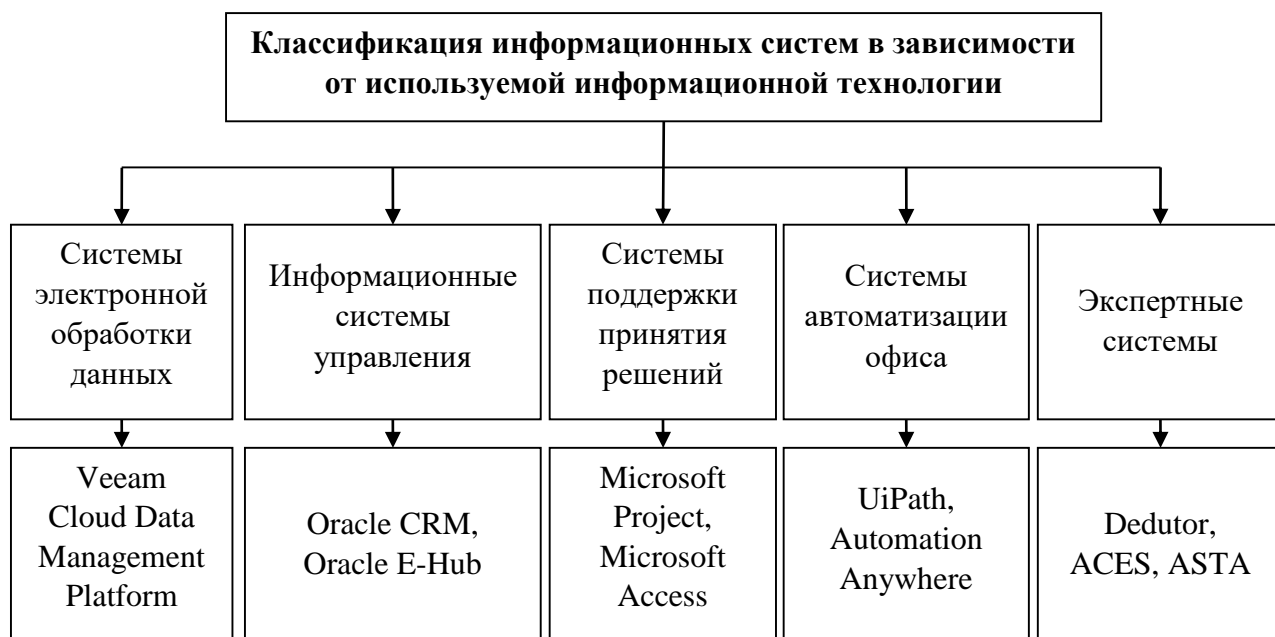 Классификация информационных систем в зависимости
от используемой информационной технологии
Системы
электронной
обработки
данных
Информационные
системы
управления
Системы
поддержки
принятия
решений
Системы
автоматизации
офиса
Экспертные
системы
Veeam
Cloud Data
Management
Platform
Oracle CRM,
Oracle E-Hub
Microsoft
Project,
Microsoft
Access
UiPath,
Automation
Anywhere
Dedutor,
ACES, ASTA